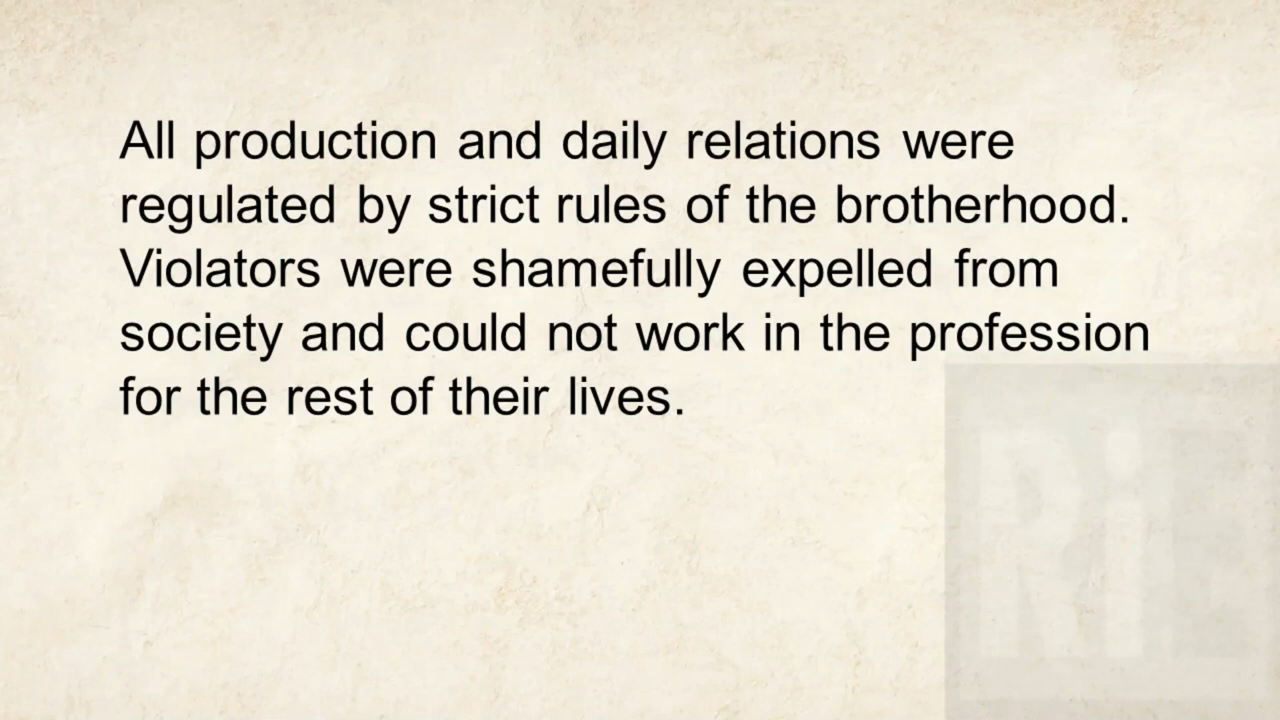 All production and daily relations were
regulated by strict rules of the brotherhood.
Violators were shamefully expelled from
society and could not work in the profession
for the rest of their lives.